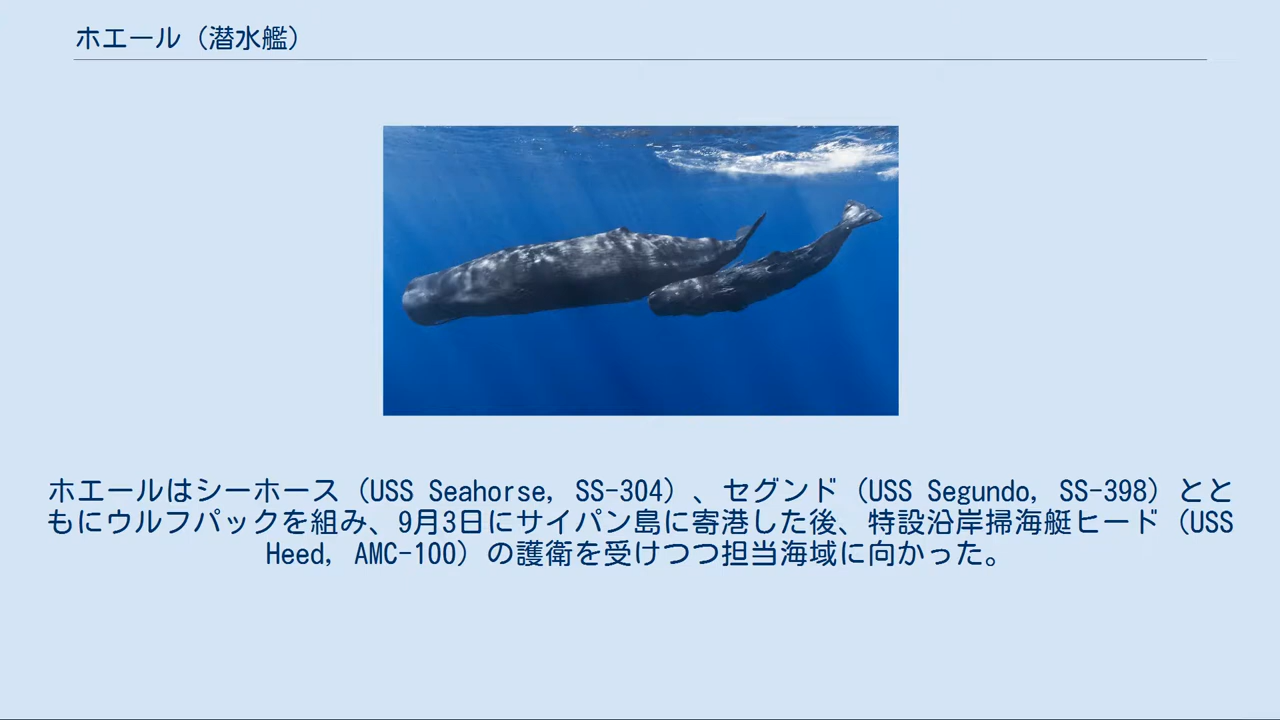 ホエール（潜水艦）
ホエールはシーホース（USS Seahorse, SS-304）、セグンド（USS Segundo, SS-398）とと
もにウルフパックを組み、9月3日にサイパン島に寄港した後、特設沿岸掃海艇ヒード（USS
Heed, AMC-100）の護衛を受けつつ担当海域に向かった。